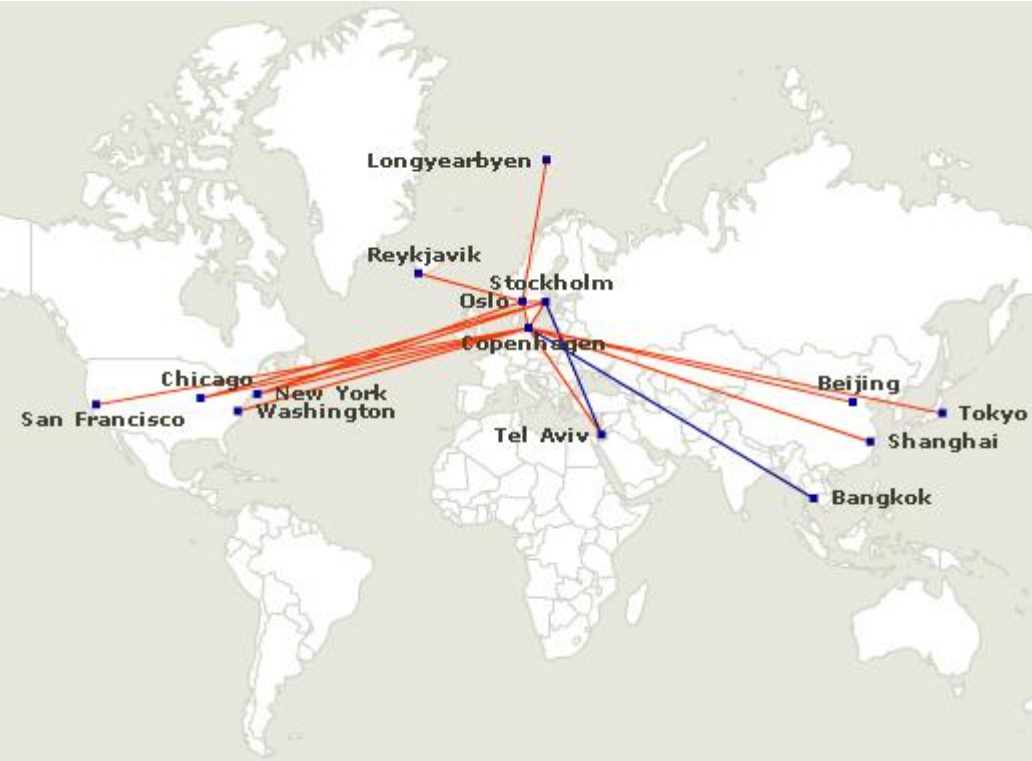 Longyearbyen
Reykjavik
Stockholm
Oslo
Copenhagen
Chicago
New York
Beijing
San Francisco
Washington
Tokyo
Tel Aviv
Shanghai
Bangkok